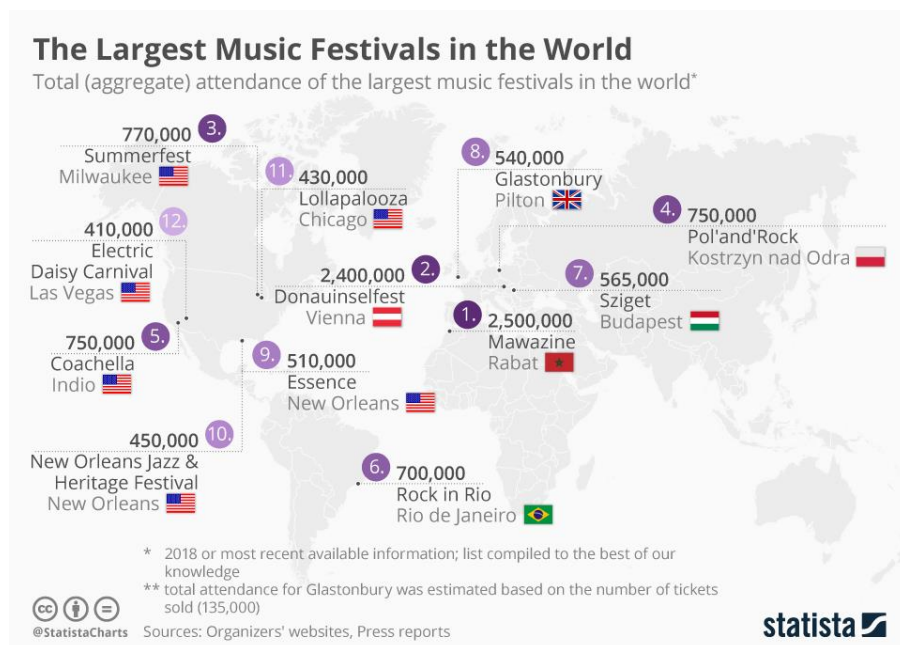 The Largest Music Festivals in the World
Total (aggregate) attendance of the largest music festivals in the world*
3.
770,000
Summerfest
Milwaukee
11.
430,000
Lollapalooza
Chicago
8.
540,000
Glastonbury
Pilton
4.
750,000
Pol'and'Rock
Kostrzyn nad Odra
12.
410,000
Electric
Daisy Carnival
Las Vegas
2.
2,400,000
Donauinselfest
Vienna
7.
565,000
Sziget
Budapest
1.
2,500,000
Mawazine
Rabat
5.
750,000
Coachella
Indio
9.
510,000
Essence
New Orleans
10.
450,000
New Orleans Jazz &
Heritage Festival
New Orleans
6.
700,000
Rock in Rio
Rio de Janeiro
* 2018 or most recent available information; list compiled to the best of our
knowledge
** total attendance for Glastonbury was estimated based on the number of tickets
sold (135,000)
cc
@StatistaCharts
Sources: Organizers' websites, Press reports
statista